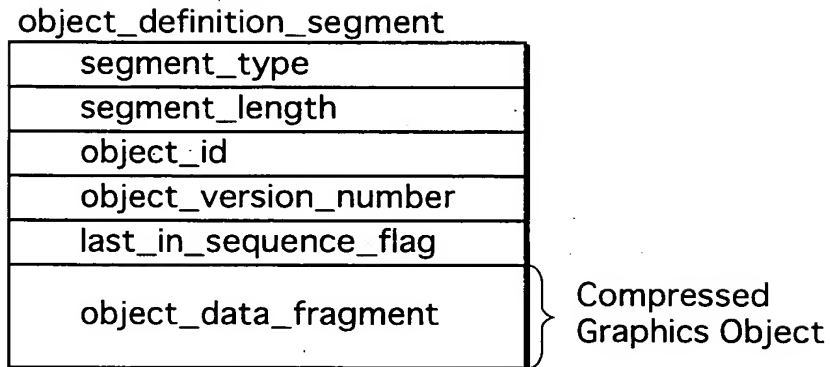 object_definition_segment
segment_type
segment_length
object_id
object_version_number
last_in_sequence_flag
object_data_fragment
Compressed
Graphics Object